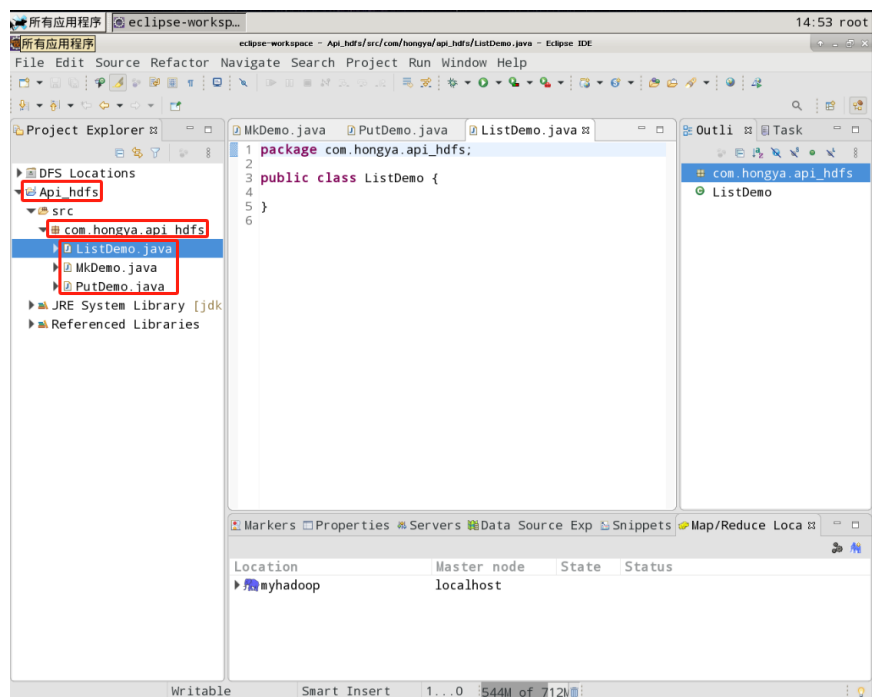 所有应用程序 eclipse-worksp… 14:53 root
所有应用程序 eclipse-workspace - Api_hdfs/src/com/hongya/api_hdfs/ListDemo.java - Eclipse IDE
File Edit Source Refactor Navigate Search Project Run Window Help
Project Explorer
DFS Locations
Api_hdfs
src
com.hongya.api_hdfs
ListDemo.java
MkDemo.java
PutDemo.java
JRE System Library [jdk
Referenced Libraries
MkDemo.java PutDemo.java ListDemo.java
1 package com.hongya.api_hdfs;
2
3 public class ListDemo {
4
5 }
6
Outli Task
com.hongya.api_hdfs
ListDemo
Markers Properties Servers Data Source Exp Snippets Map/Reduce Loca
Location Master node State Status
myhadoop localhost
Writable Smart Insert 1...0 544M of 712M